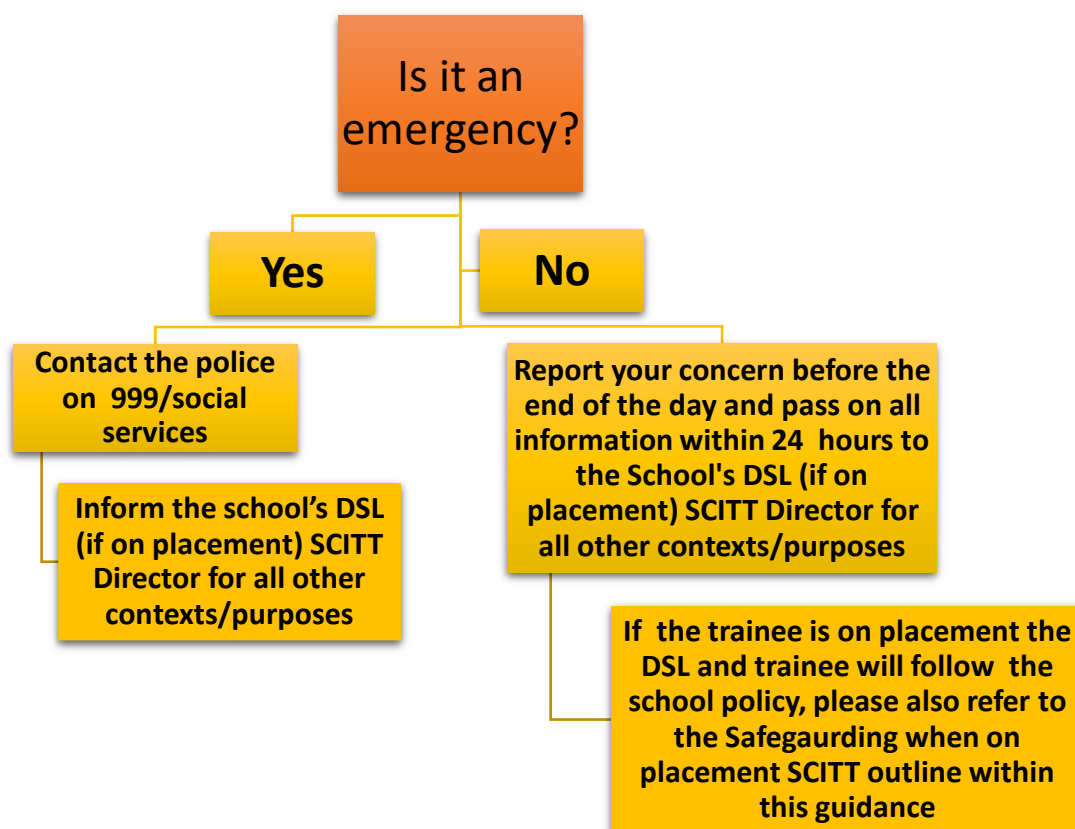 Is it an
emergency?
Yes
No
Contact the police
on 999/social
services
Inform the school’s DSL
(if on placement) SCITT
Director for all other
contexts/purposes
Report your concern before the
end of the day and pass on all
information within 24 hours to
the School's DSL (if on
placement) SCITT Director for
all other contexts/purposes
If the trainee is on placement the
DSL and trainee will follow the
school policy, please also refer to
the Safegaurding when on
placement SCITT outline within
this guidance